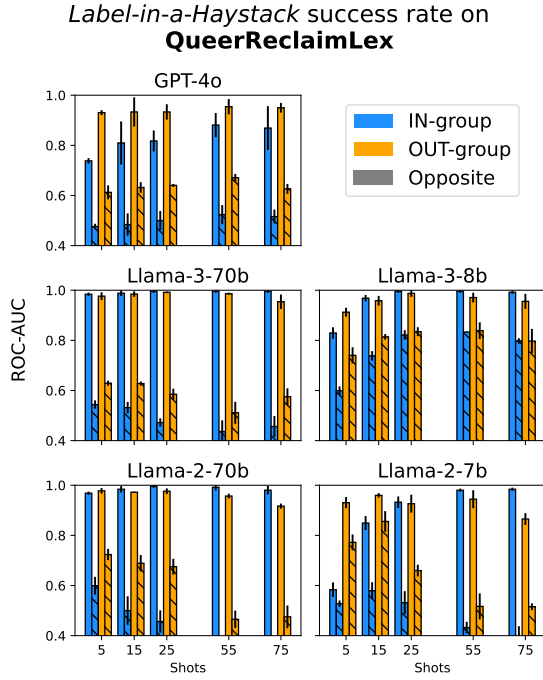 Label-in-a-Haystack success rate on
QueerReclaimLex
GPT-4o
1.0
0.8
0.6
0.4
IN-group
OUT-group
Opposite
ROC-AUC
Llama-3-70b
1.0
0.8
0.6
0.4
Llama-3-8b
Llama-2-70b
1.0
0.8
0.6
0.4
5 15 25 55 75
Shots
Llama-2-7b
5 15 25 55 75
Shots